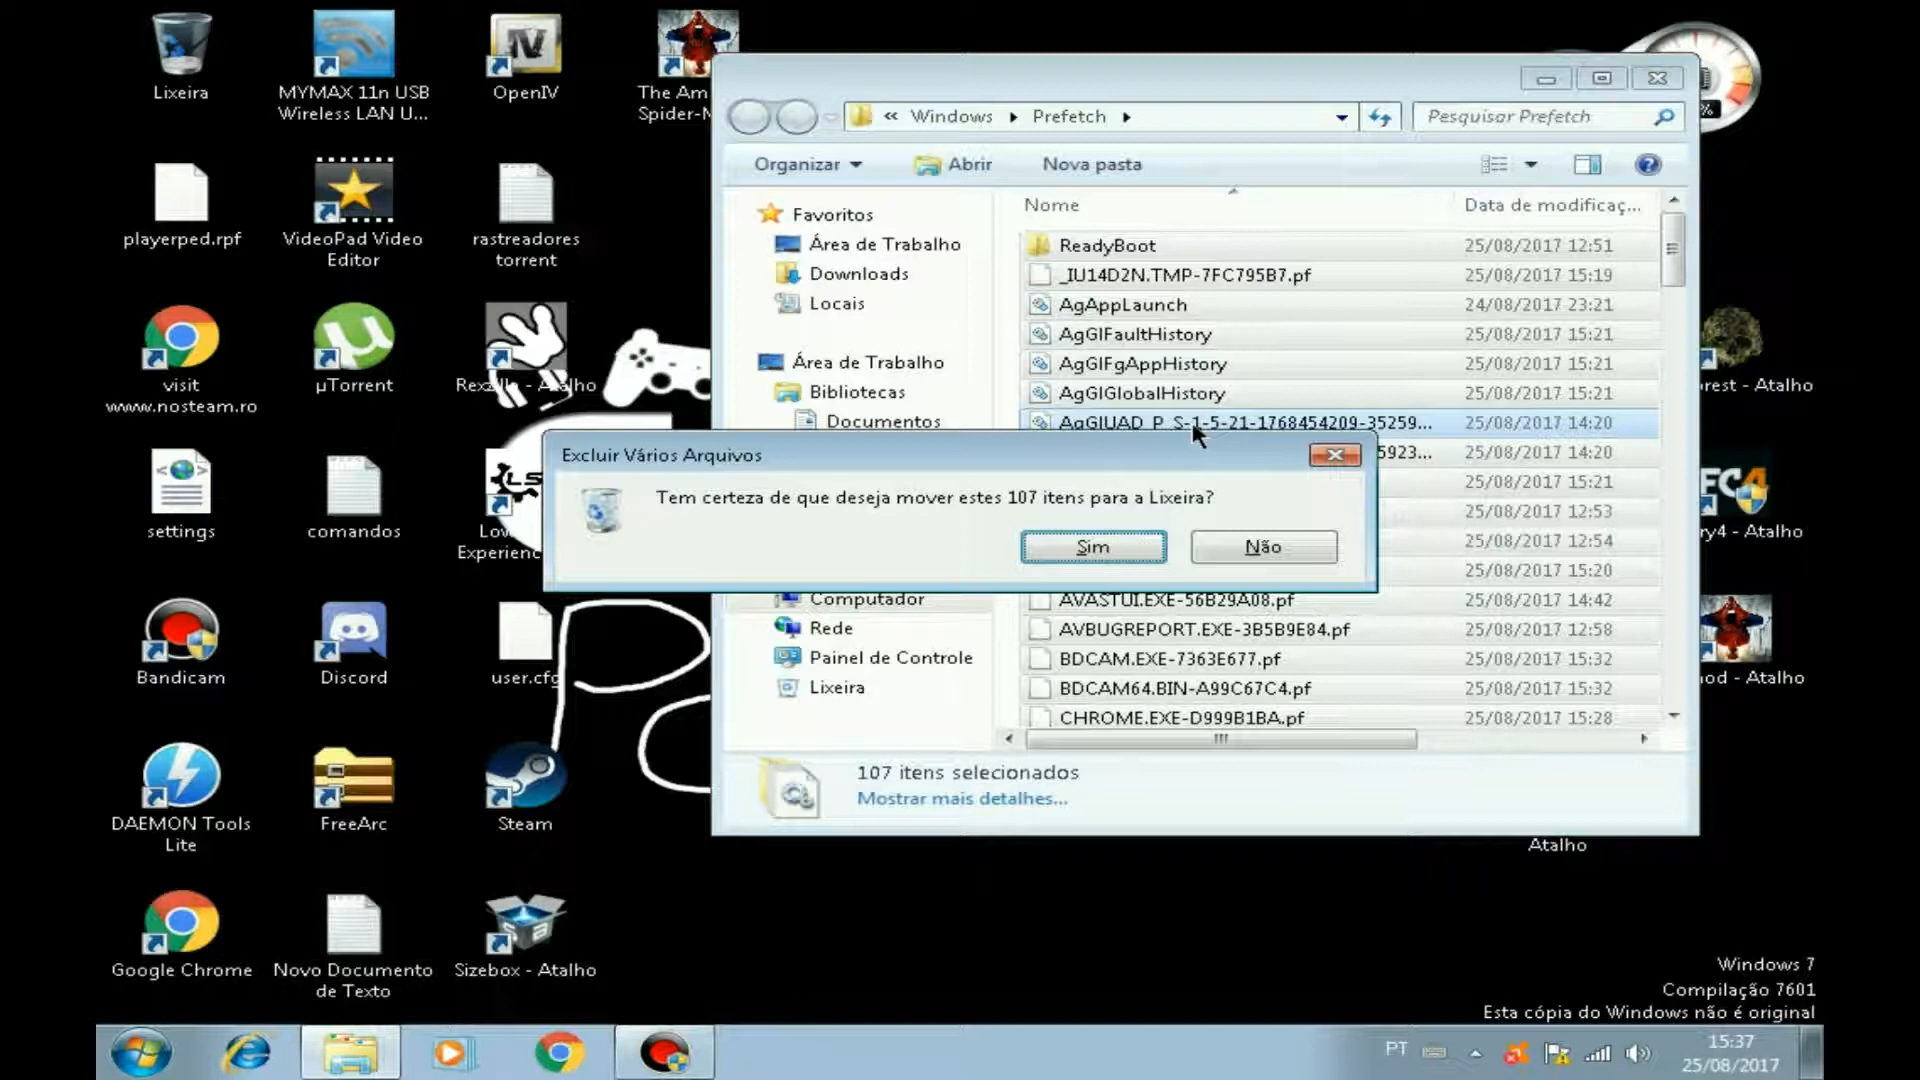 Lixeira
MYMAX 11n USB
Wireless LAN U...
OpenIV
The Am
Spider-M
playerped.rpf
VideoPad Video
Editor
rastreadores
torrent
visit
www.nosteam.ro
µTorrent
Rexzilla - Atalho
settings
comandos
Low
Experienc
Bandicam
Discord
user.cfg
DAEMON Tools
Lite
FreeArc
Steam
Google Chrome
Novo Documento
de Texto
Sizebox - Atalho
« Windows Prefetch
Pesquisar Prefetch
Organizar
Abrir
Nova pasta
Favoritos
Área de Trabalho
Downloads
Locais
Área de Trabalho
Bibliotecas
Documentos
Computador
Rede
Painel de Controle
Lixeira
Nome Data de modificaç...
ReadyBoot 25/08/2017 12:51
_IU14D2N.TMP-7FC795B7.pf 25/08/2017 15:19
AgAppLaunch 24/08/2017 23:21
AgGlFaultHistory 25/08/2017 15:21
AgGlFgAppHistory 25/08/2017 15:21
AgGlGlobalHistory 25/08/2017 15:21
AgGlUAD_P_S-1-5-21-1768454209-35259... 25/08/2017 14:20
5923... 25/08/2017 14:20
25/08/2017 15:21
25/08/2017 12:53
25/08/2017 12:54
25/08/2017 15:20
AVASTUI.EXE-56B29A08.pf 25/08/2017 14:42
AVBUGREPORT.EXE-3B5B9E84.pf 25/08/2017 12:58
BDCAM.EXE-7363E677.pf 25/08/2017 15:32
BDCAM64.BIN-A99C67C4.pf 25/08/2017 15:32
CHROME.EXE-D999B1BA.pf 25/08/2017 15:28
107 itens selecionados
Mostrar mais detalhes...
Excluir Vários Arquivos
Tem certeza de que deseja mover estes 107 itens para a Lixeira?
Sim
Não
%
orest - Atalho
FC4
ry4 - Atalho
nod - Atalho
Atalho
Windows 7
Compilação 7601
Esta cópia do Windows não é original
PT
15:37
25/08/2017